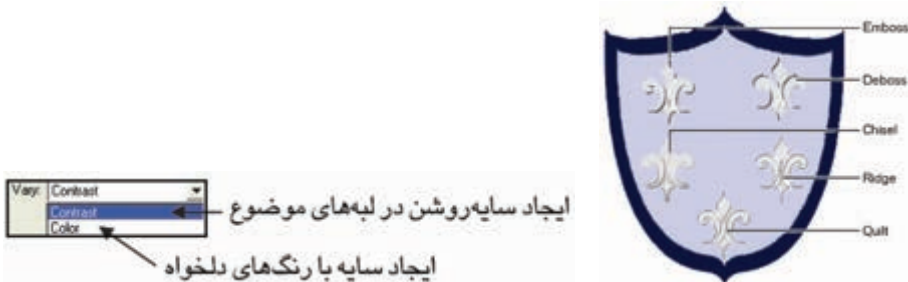 Emboss
Deboss
Chisel
Ridge
Quilt
Vary: Contrast
Contrast
Color
ایجاد سایه‌روشن در لبه‌های موضوع
ایجاد سایه با رنگ‌های دلخواه